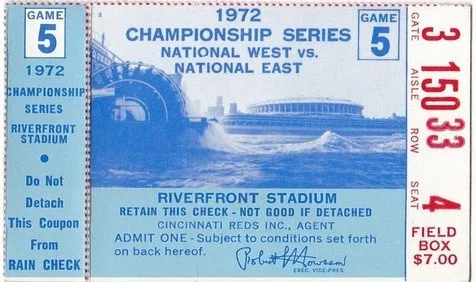 GAME
5
1972
CHAMPIONSHIP
SERIES
RIVERFRONT
STADIUM
Do Not
Detach
This Coupon
From
RAIN CHECK
1972
CHAMPIONSHIP SERIES
NATIONAL WEST vs.
NATIONAL EAST
GAME
5
RIVERFRONT STADIUM
RETAIN THIS CHECK - NOT GOOD IF DETACHED
CINCINNATI REDS INC., AGENT
ADMIT ONE - Subject to conditions set forth
on back hereof.
Robert L Howsam
EXEC. VICE-PRES.
GATE 3
AISLE 150
ROW 33
SEAT 4
FIELD
BOX
$7.00